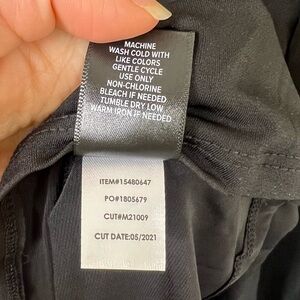 MACHINE
WASH COLD WITH
LIKE COLORS
GENTLE CYCLE
USE ONLY
NON-CHLORINE
BLEACH IF NEEDED
TUMBLE DRY LOW
WARM IRON IF NEEDED
ITEM#15480647
PO#1805679
CUT#M21009
CUT DATE:05/2021